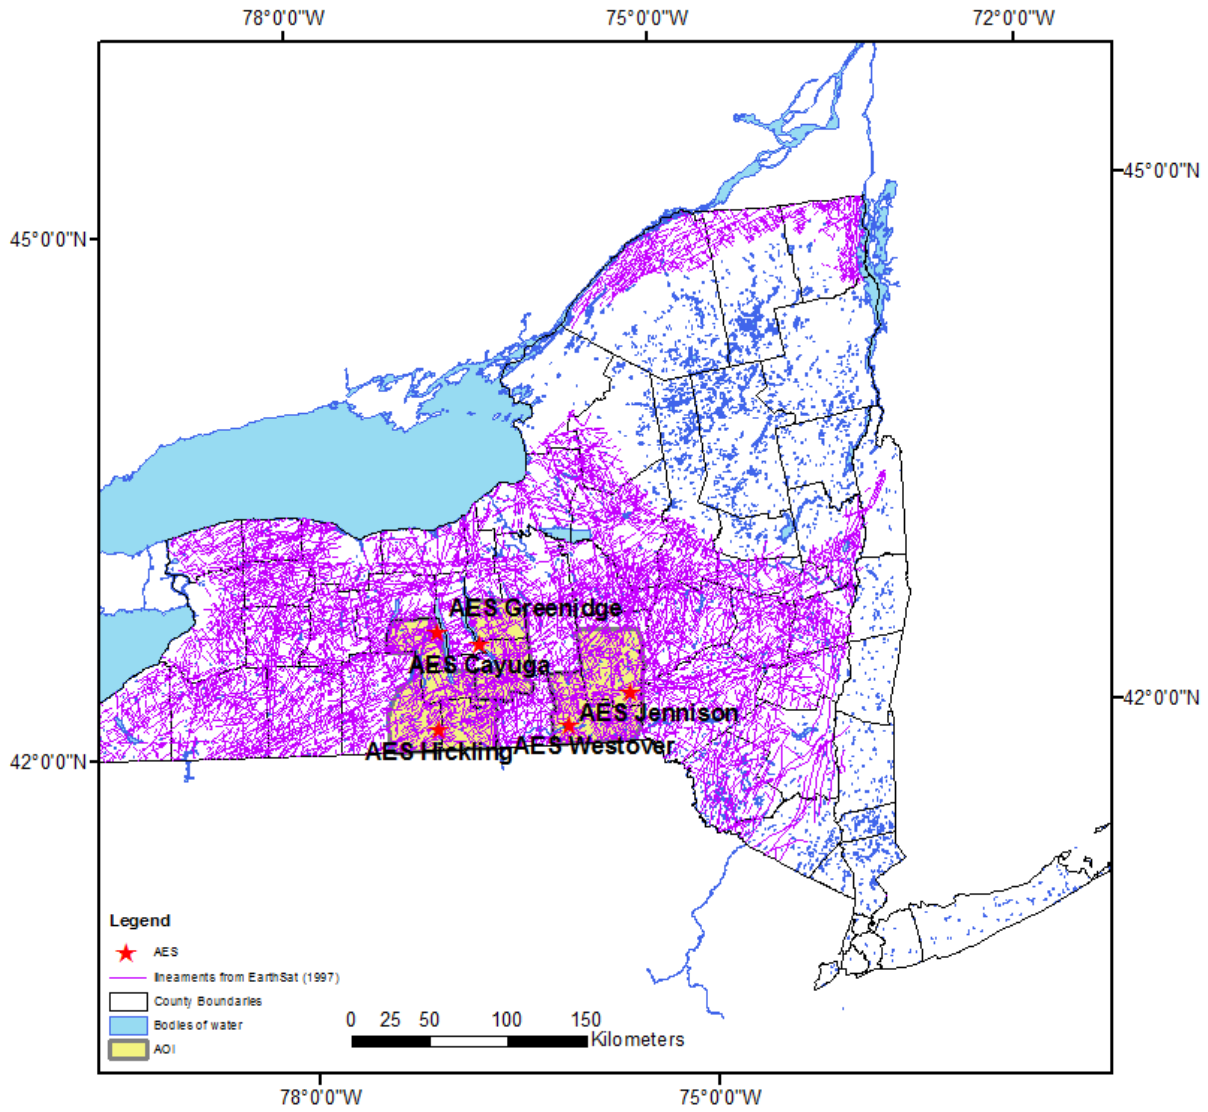 78°0'0"W 75°0'0"W 72°0'0"W
45°0'0"N
45°0'0"N
AES Greenidge
AES Cayuga
42°0'0"N
AES Jennison
AES Hickling AES Westover
42°0'0"N
Legend
AES
lineaments from EarthSat (1997)
County Boundaries
Bodies of water
AOI
0 25 50 100 150
Kilometers
78°0'0"W 75°0'0"W